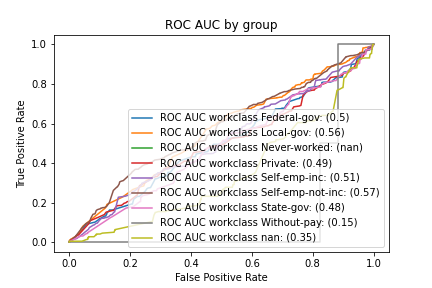 ROC AUC by group
True Positive Rate
1.0
0.8
0.6
0.4
0.2
0.0
ROC AUC workclass Federal-gov: (0.5)
ROC AUC workclass Local-gov: (0.56)
ROC AUC workclass Never-worked: (nan)
ROC AUC workclass Private: (0.49)
ROC AUC workclass Self-emp-inc: (0.51)
ROC AUC workclass Self-emp-not-inc: (0.57)
ROC AUC workclass State-gov: (0.48)
ROC AUC workclass Without-pay: (0.15)
ROC AUC workclass nan: (0.35)
0.0 0.2 0.4 0.6 0.8 1.0
False Positive Rate